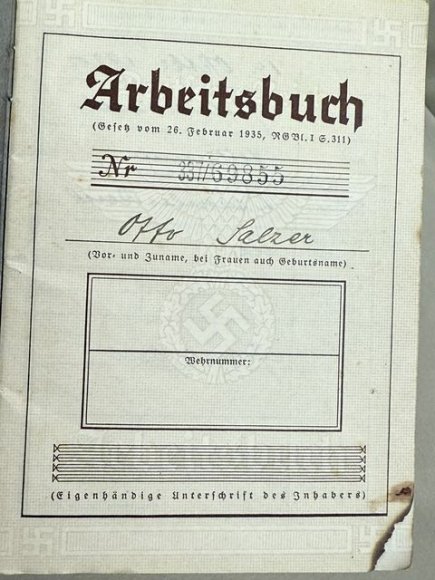 Arbeitsbuch
(Gesetz vom 26. Februar 1935, RGBl. I S. 311)
Nr 337/69855
Otto Salzer
(Vor- und Zuname, bei Frauen auch Geburtsname)
Wehrnummer:
(Eigenhändige Unterschrift des Inhabers)